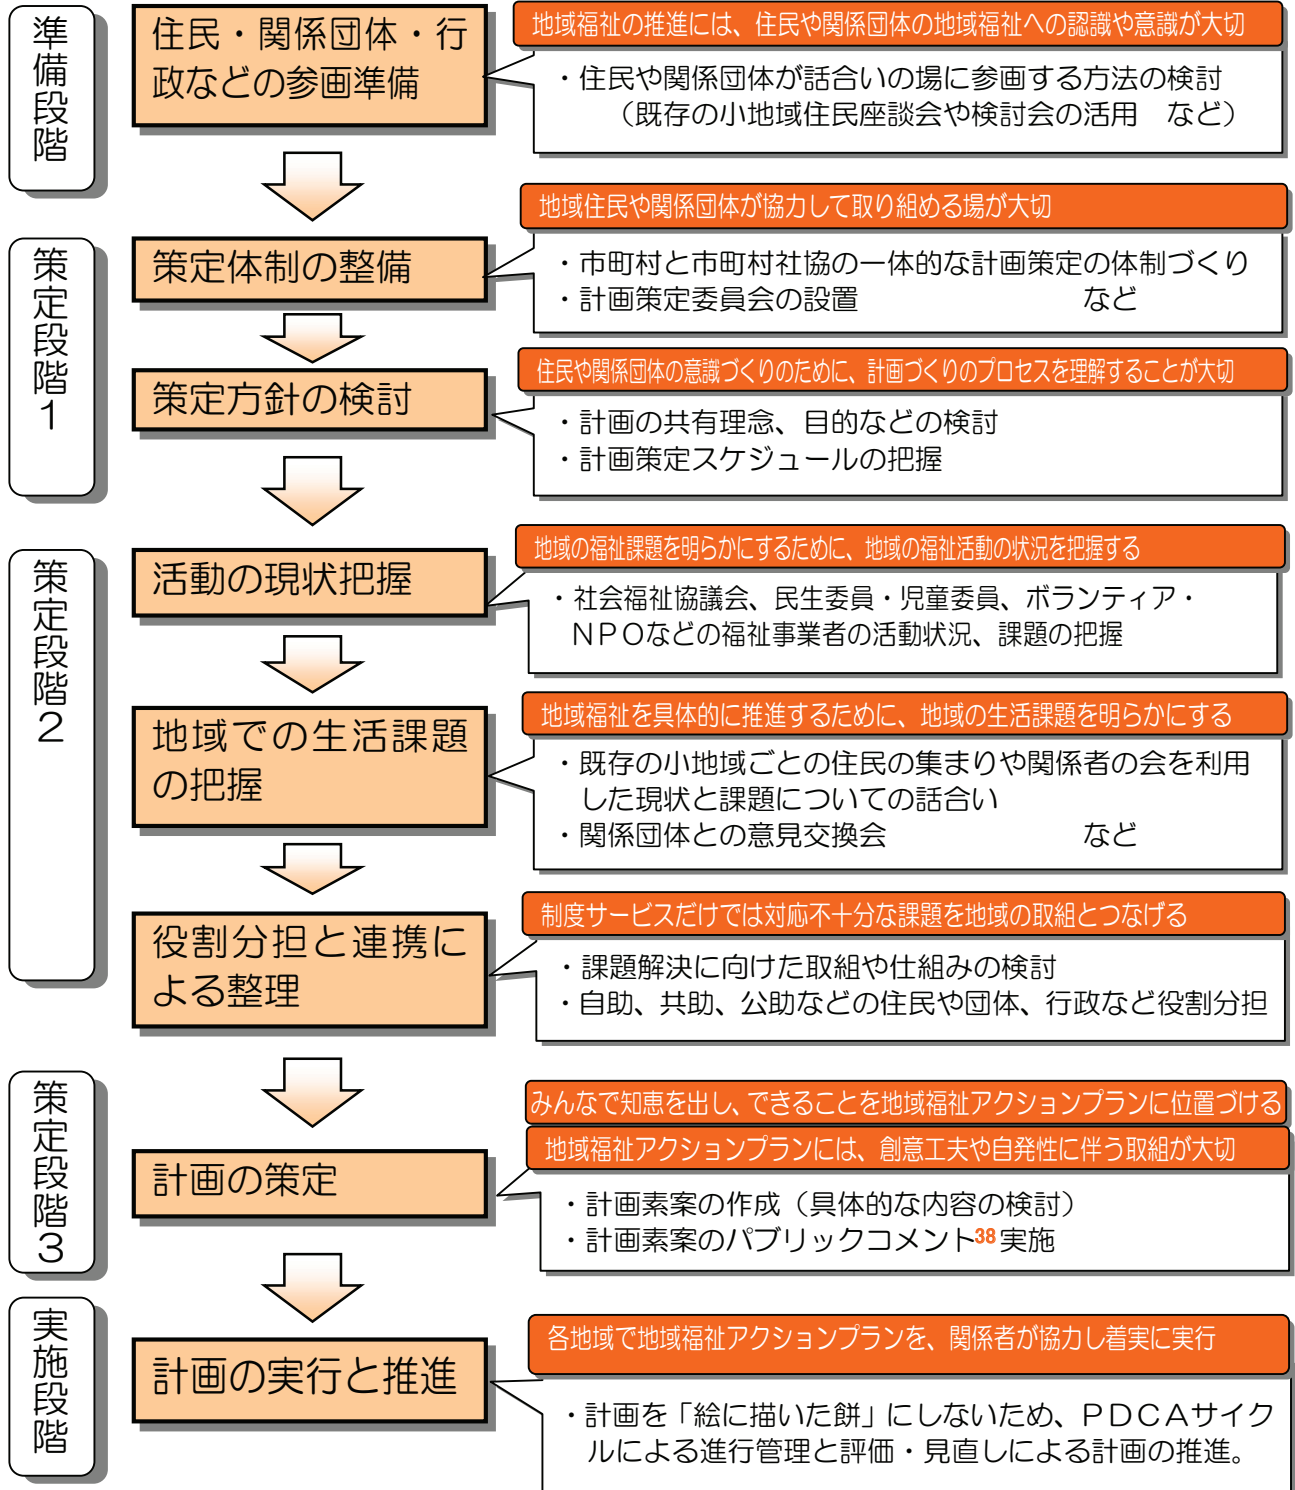 準備段階
住民・関係団体・行
政などの参画準備
地域福祉の推進には、住民や関係団体の地域福祉への認識や意識が大切
・住民や関係団体が話合いの場に参画する方法の検討
（既存の小地域住民座談会や検討会の活用　など）
策定段階1
策定体制の整備
地域住民や関係団体が協力して取り組める場が大切
・市町村と市町村社協の一体的な計画策定の体制づくり
・計画策定委員会の設置　　　　　　　　など
策定方針の検討
住民や関係団体の意識づくりのために、計画づくりのプロセスを理解することが大切
・計画の共有理念、目的などの検討
・計画策定スケジュールの把握
策定段階2
活動の現状把握
地域の福祉課題を明らかにするために、地域の福祉活動の状況を把握する
・社会福祉協議会、民生委員・児童委員、ボランティア・
ＮＰＯなどの福祉事業者の活動状況、課題の把握
地域での生活課題
の把握
地域福祉を具体的に推進するために、地域の生活課題を明らかにする
・既存の小地域ごとの住民の集まりや関係者の会を利用
した現状と課題についての話合い
・関係団体との意見交換会　　　　　　　など
役割分担と連携に
よる整理
制度サービスだけでは対応不十分な課題を地域の取組とつなげる
・課題解決に向けた取組や仕組みの検討
・自助、共助、公助などの住民や団体、行政など役割分担
策定段階3
計画の策定
みんなで知恵を出し、できることを地域福祉アクションプランに位置づける
地域福祉アクションプランには、創意工夫や自発性に伴う取組が大切
・計画素案の作成（具体的な内容の検討）
・計画素案のパブリックコメント38実施
実施段階
計画の実行と推進
各地域で地域福祉アクションプランを、関係者が協力し着実に実行
・計画を「絵に描いた餅」にしないため、ＰＤＣＡサイク
ルによる進行管理と評価・見直しによる計画の推進。